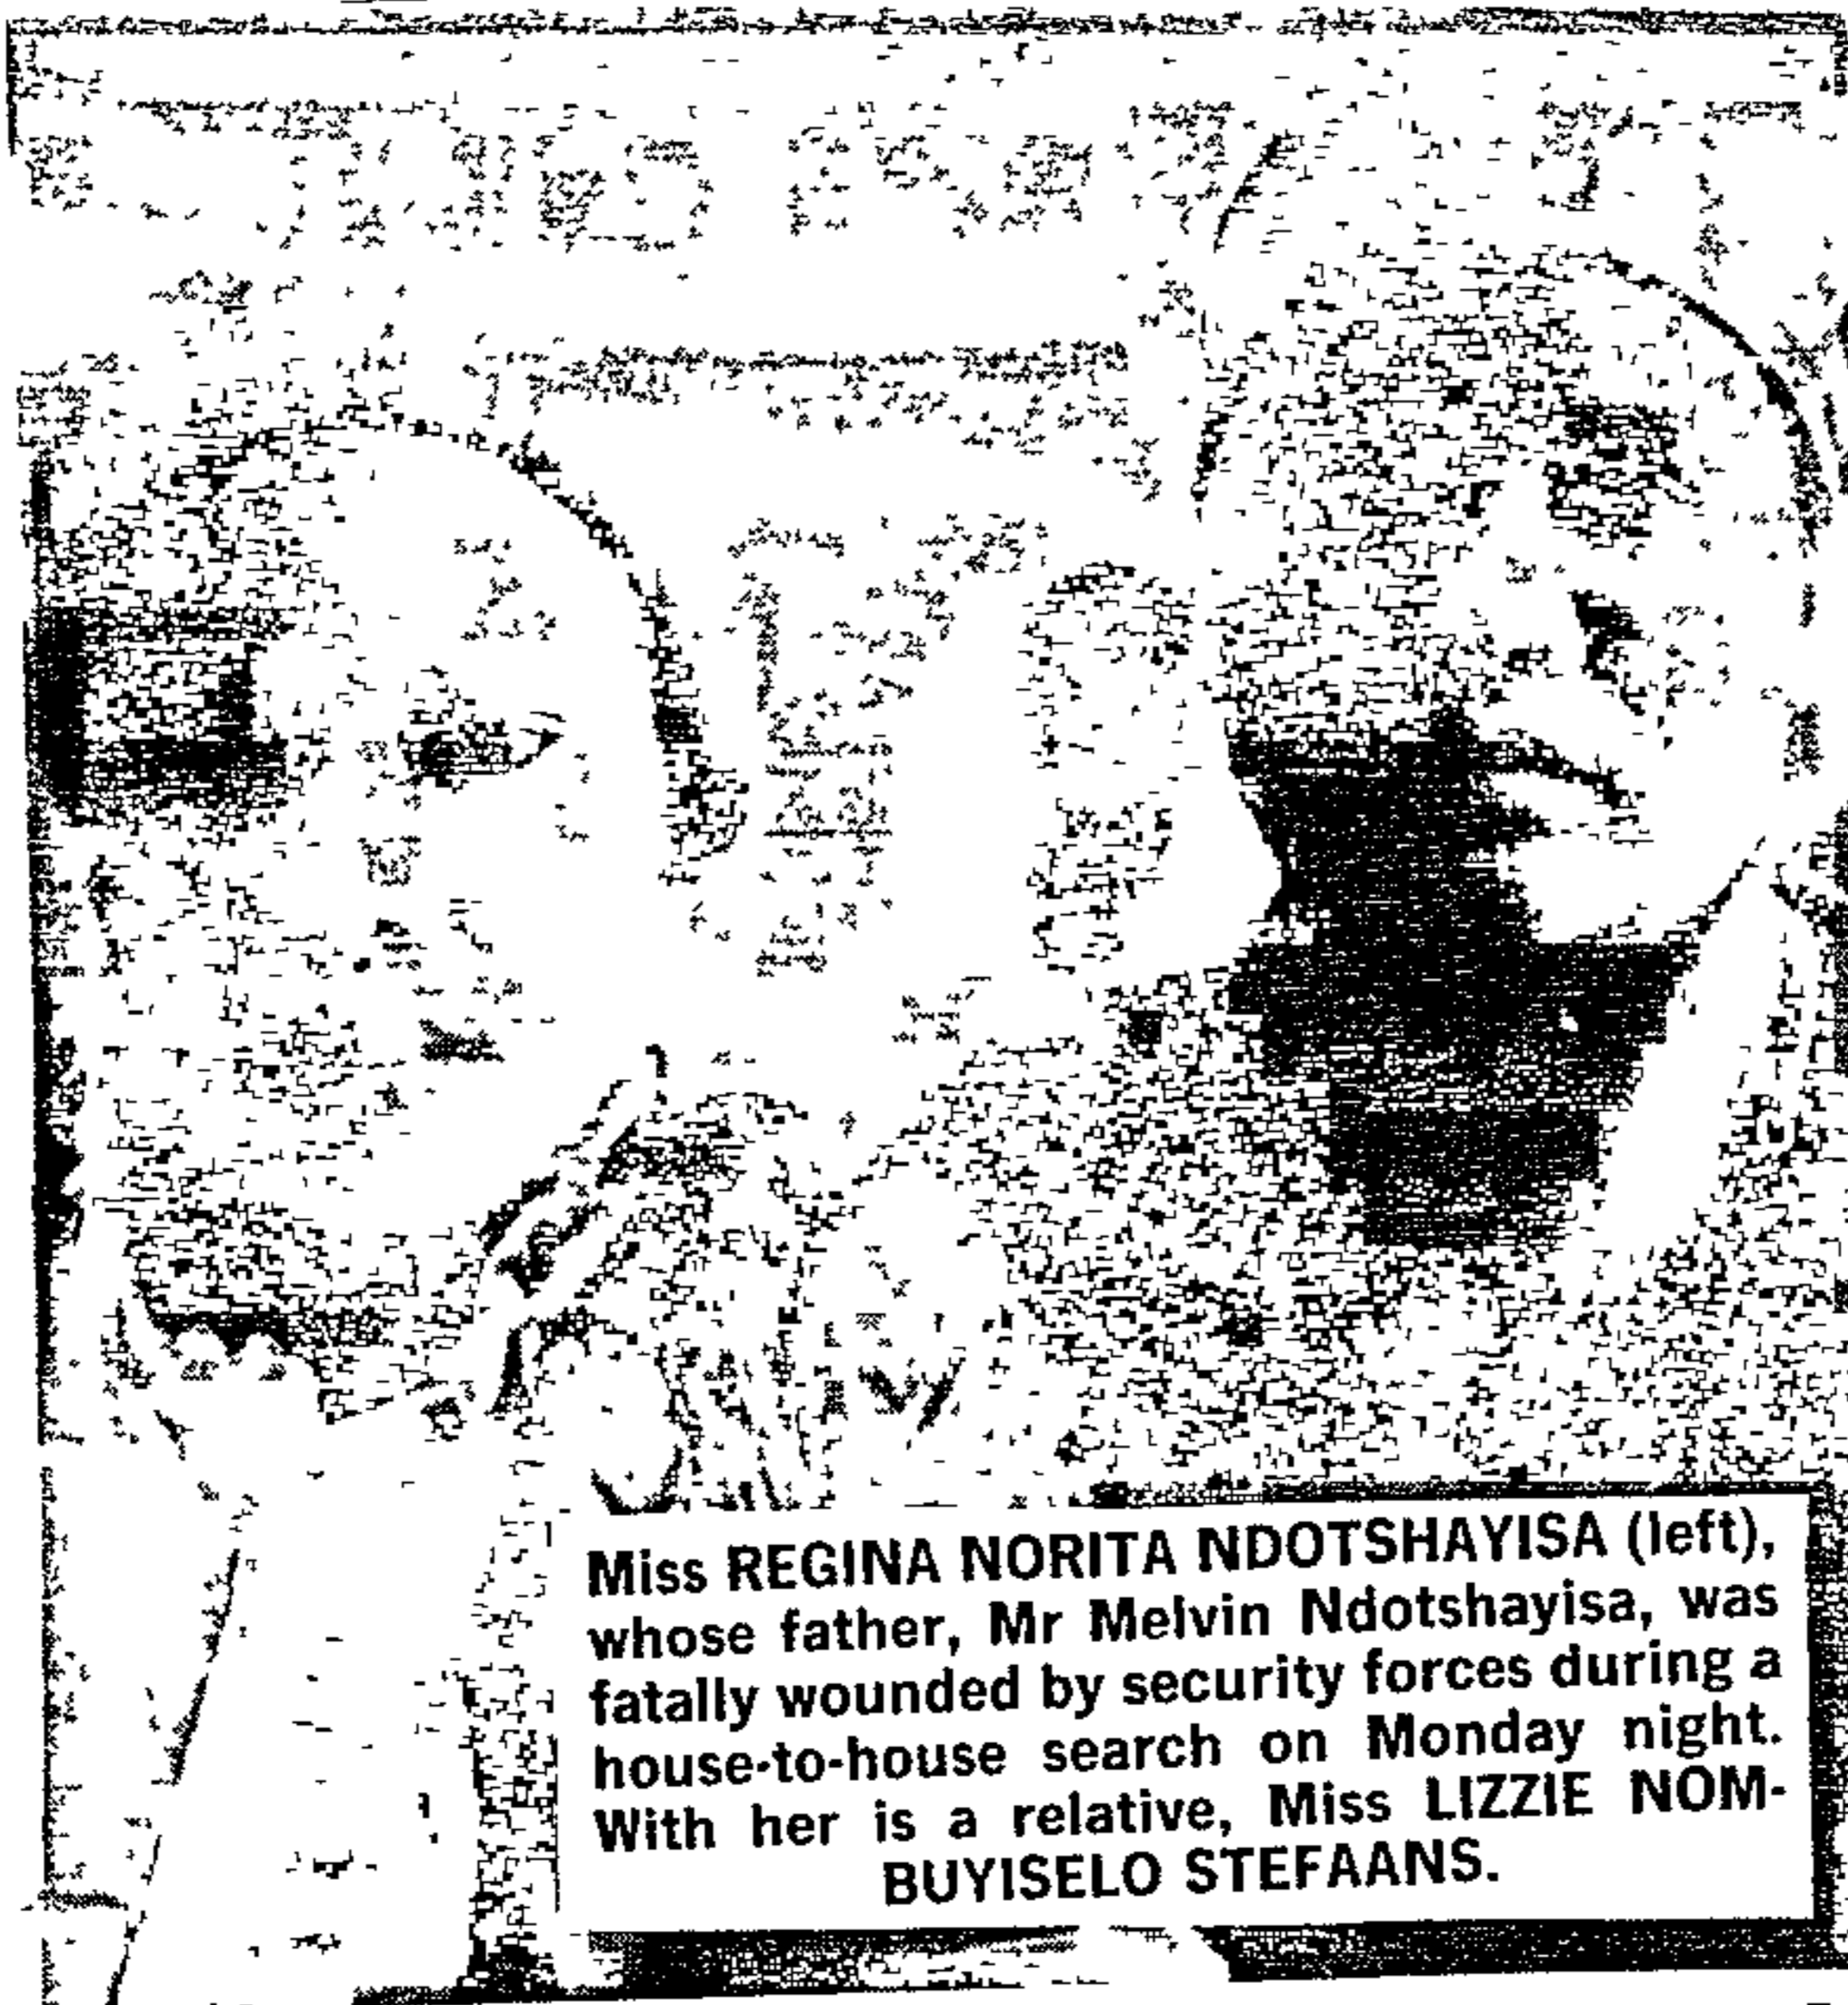 Miss REGINA NORITA NDOTSHAYISA (left),
whose father, Mr Melvin Ndotshayisa, was
fatally wounded by security forces during a
house-to-house search on Monday night.
With her is a relative, Miss LIZZIE NOM-
BUYISELO STEFAANS.